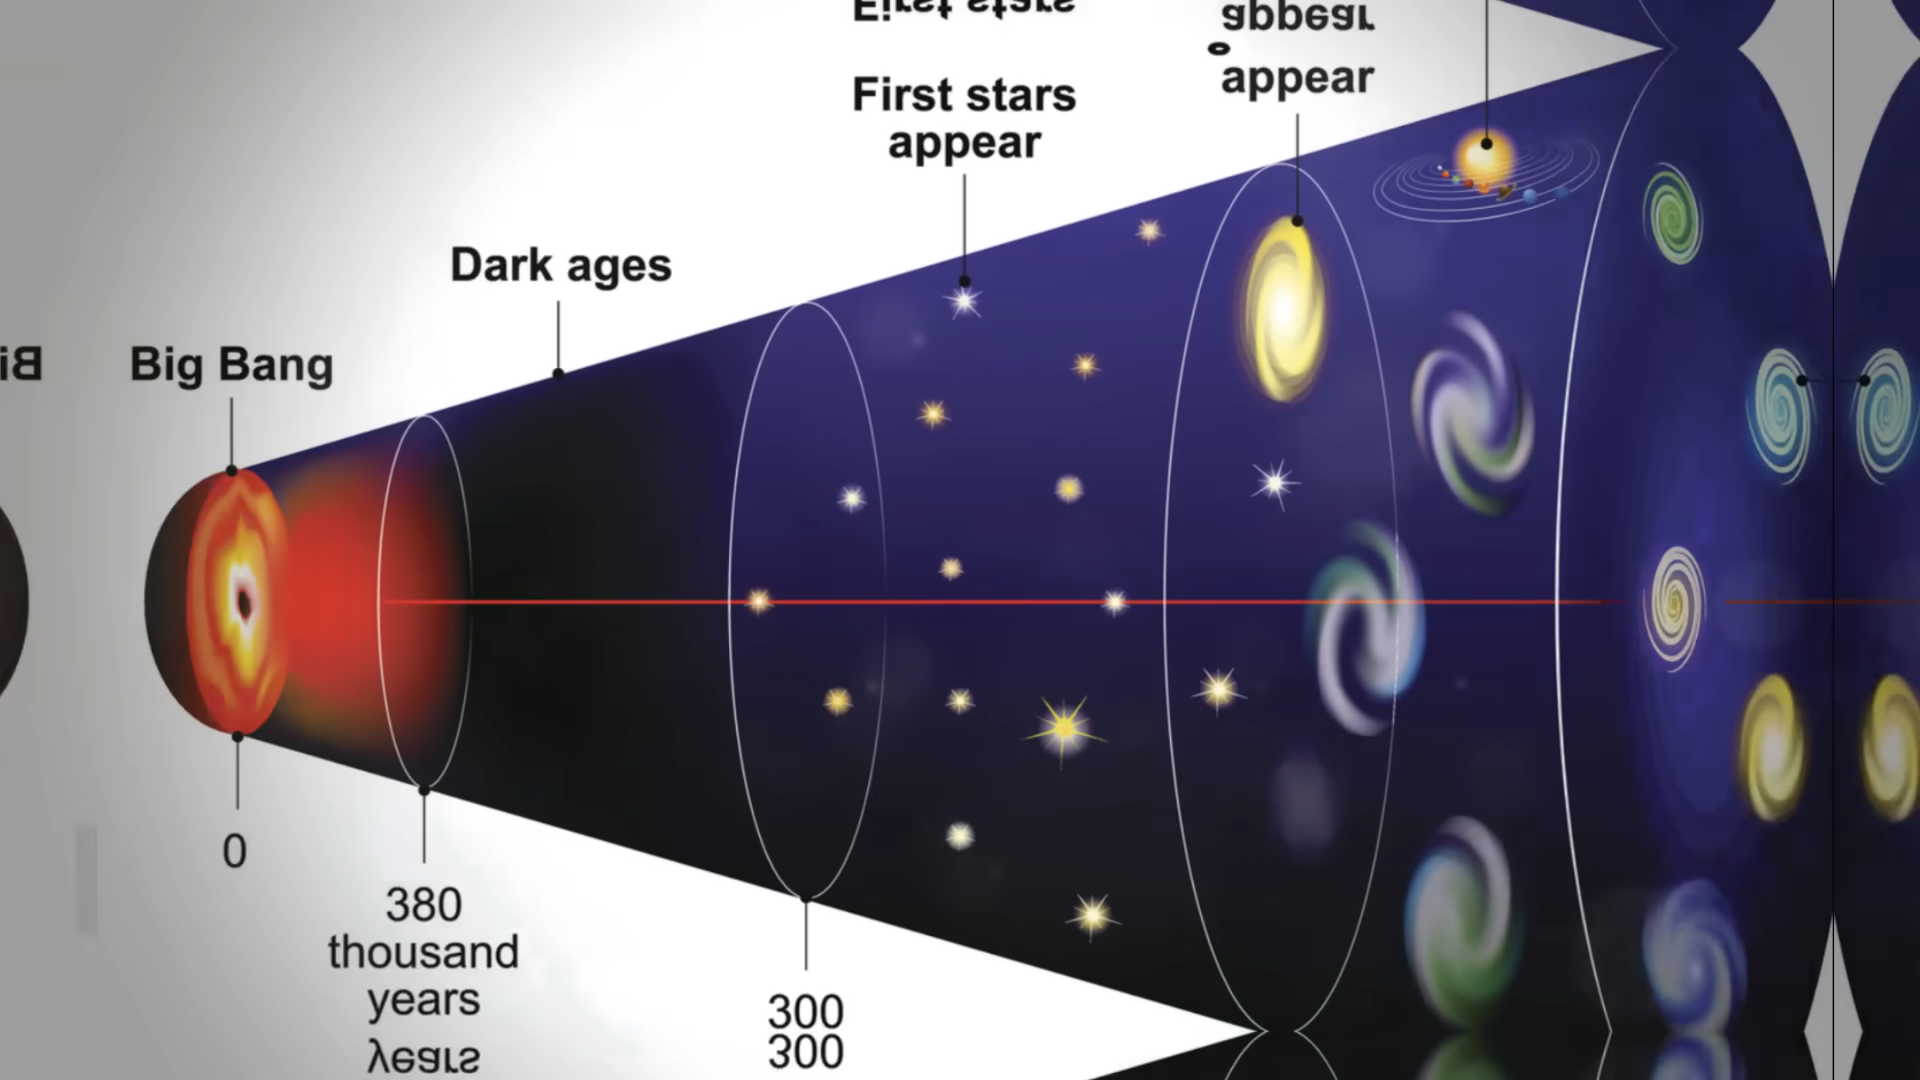 First stars
appear
appear
Dark ages
Big Bang
0
380
thousand
years
300
300